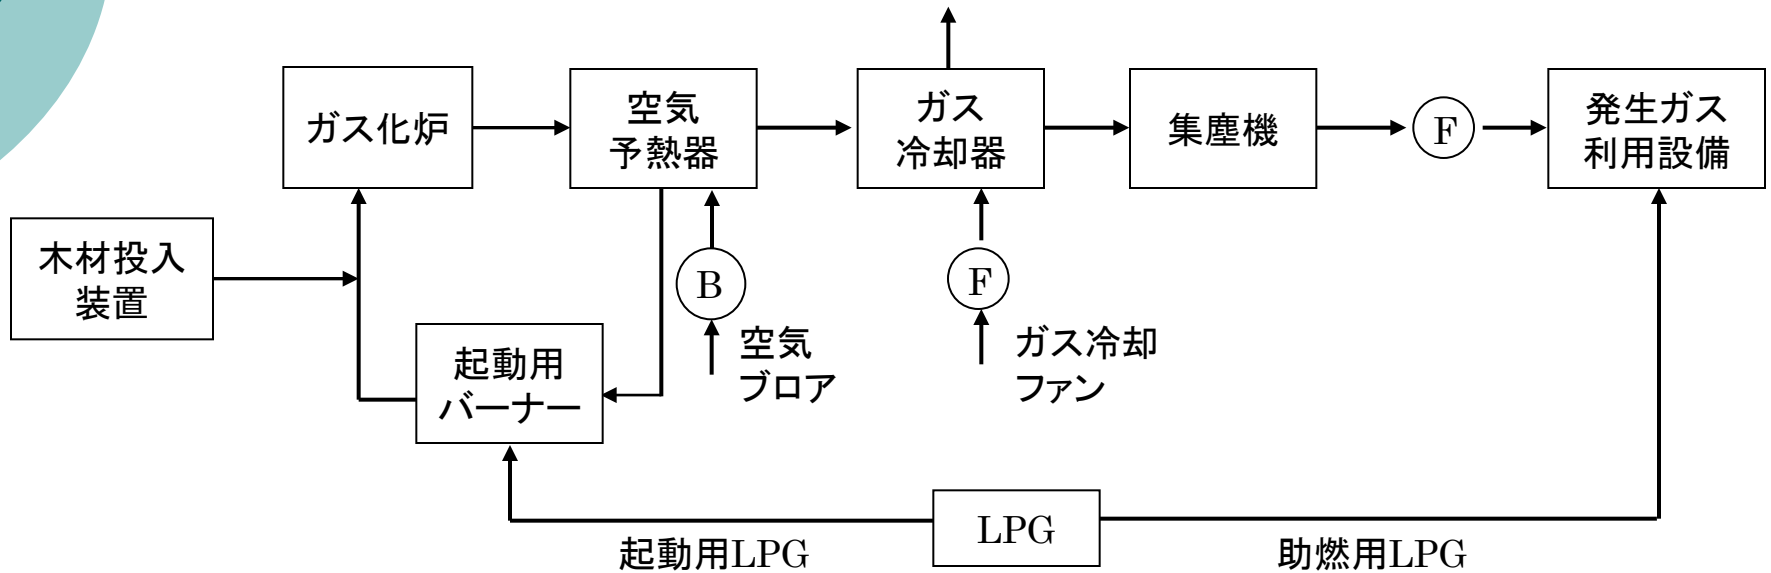 ガス化炉
空気
予熱器
ガス
冷却器
集塵機
F
発生ガス
利用設備
木材投入
装置
B
F
空気
ブロア
ガス冷却
ファン
起動用
バーナー
LPG
起動用LPG
助燃用LPG